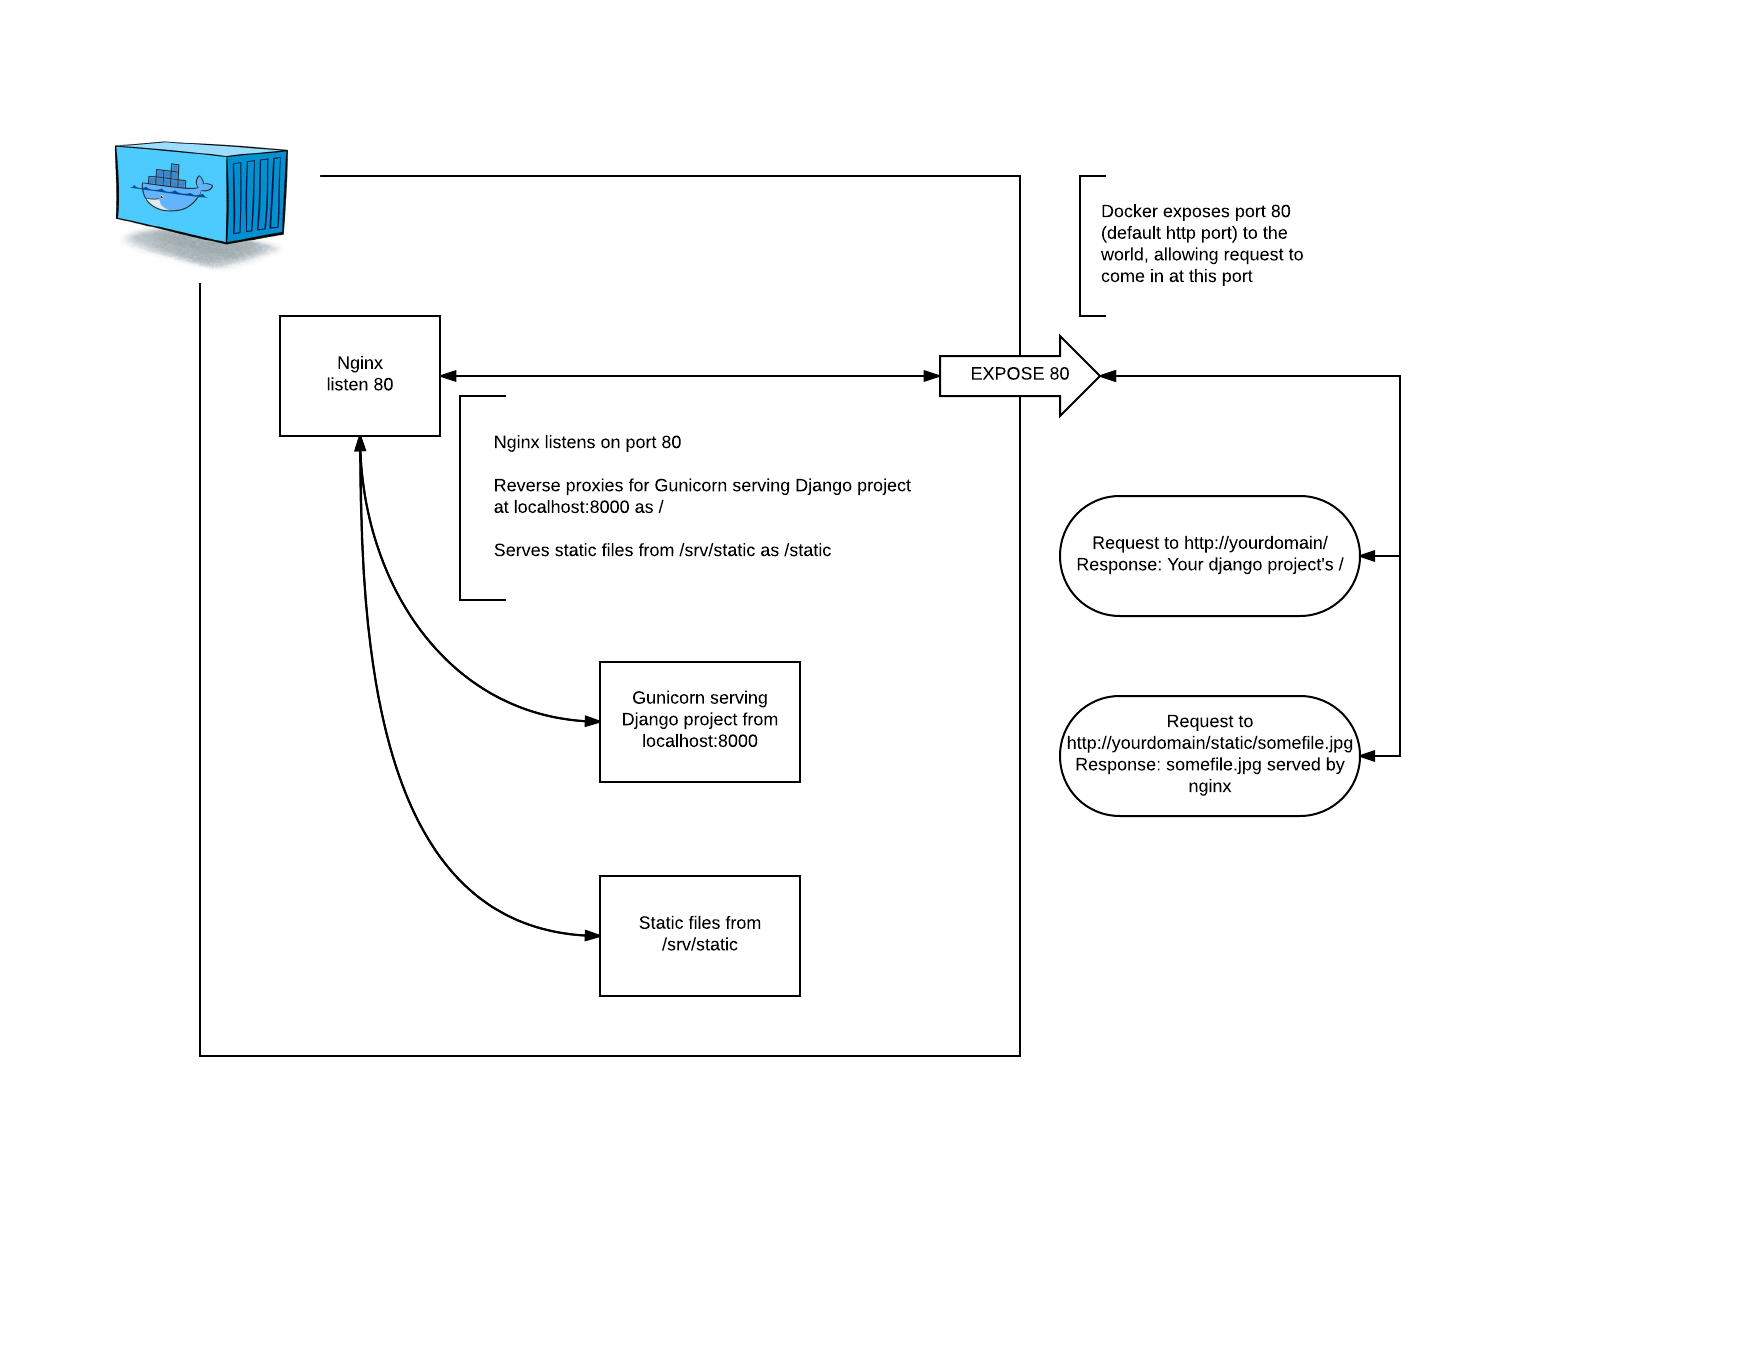 Docker exposes port 80
(default http port) to the
world, allowing request to
come in at this port
Nginx
listen 80
EXPOSE 80
Nginx listens on port 80
Reverse proxies for Gunicorn serving Django project
at localhost:8000 as /
Serves static files from /srv/static as /static
Request to http://yourdomain/
Response: Your django project's /
Gunicorn serving
Django project from
localhost:8000
Request to
http://yourdomain/static/somefile.jpg
Response: somefile.jpg served by
nginx
Static files from
/srv/static